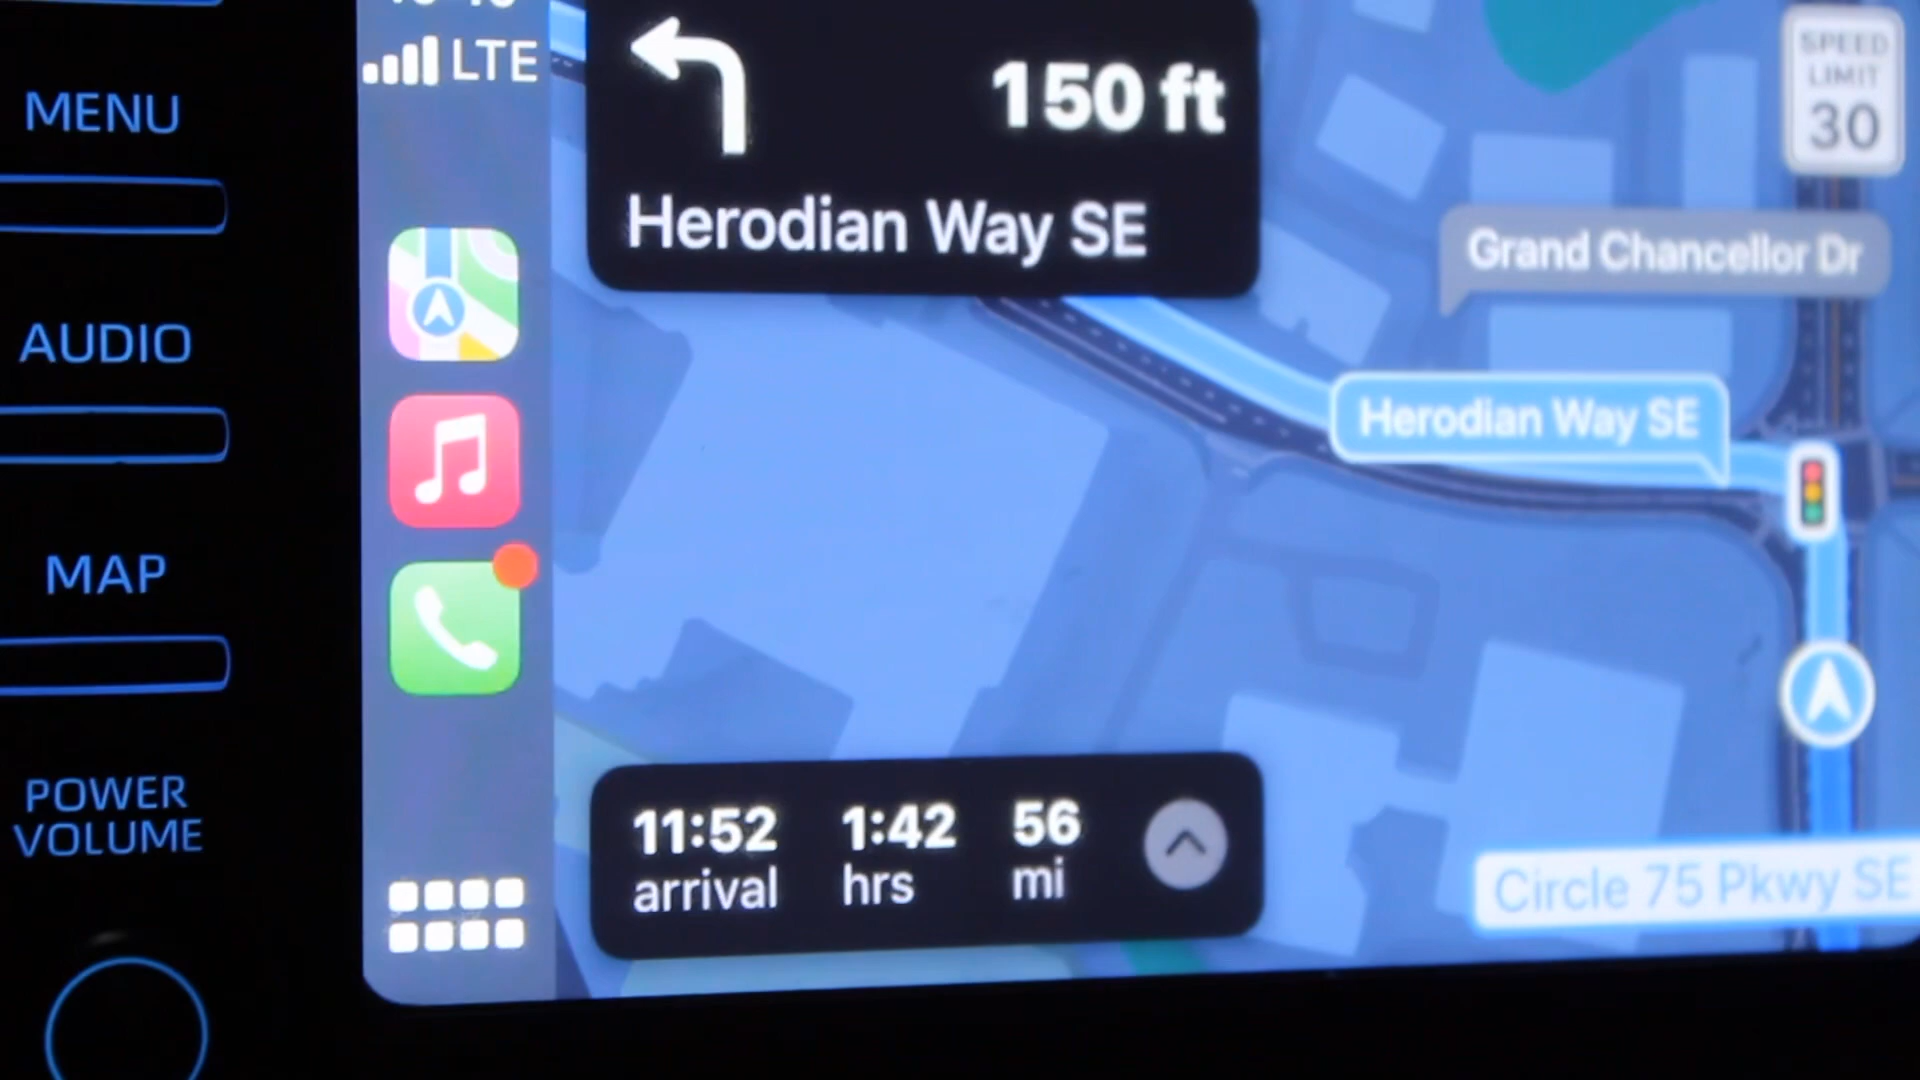 MENU
AUDIO
MAP
POWER
VOLUME
LTE
150 ft
Herodian Way SE
SPEED
LIMIT
30
Grand Chancellor Dr
Herodian Way SE
Circle 75 Pkwy SE
11:52 1:42 56
arrival hrs mi